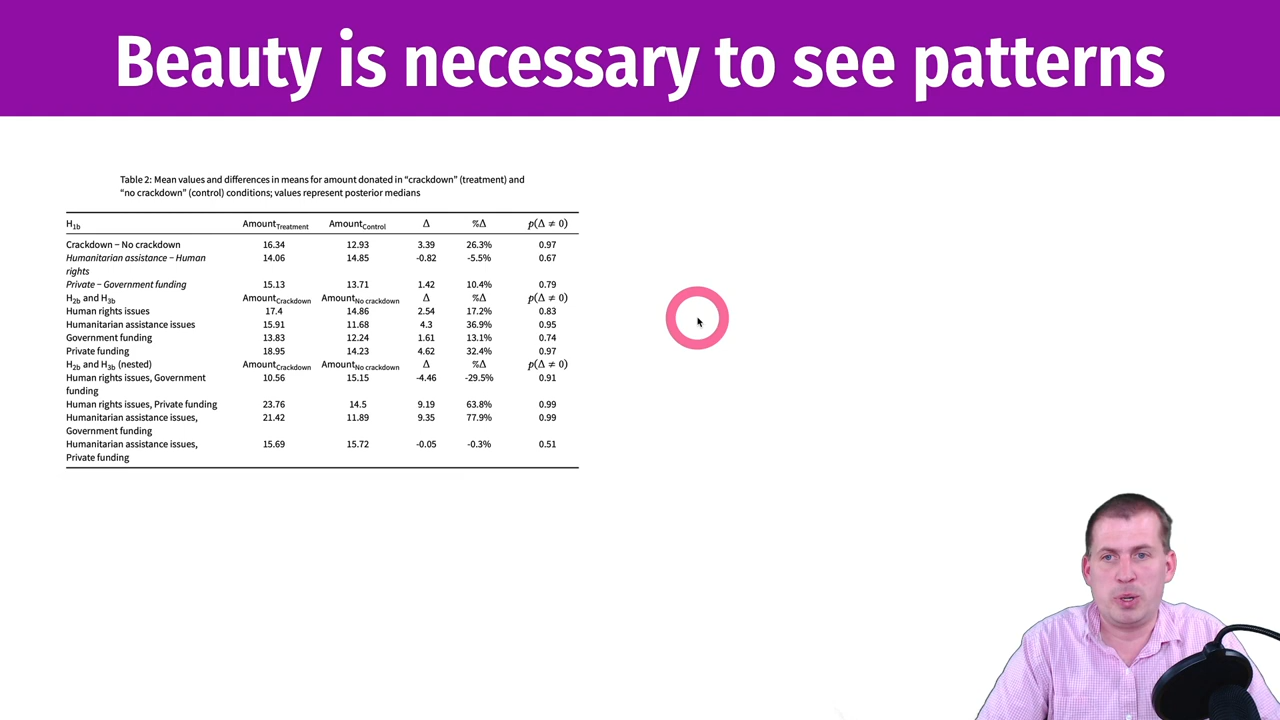 Beauty is necessary to see patterns
Table 2: Mean values and differences in means for amount donated in “crackdown” (treatment) and
“no crackdown” (control) conditions; values represent posterior medians
H1b AmountTreatment AmountControl Δ %Δ p(Δ ≠ 0)
Crackdown − No crackdown 16.34 12.93 3.39 26.3% 0.97
Humanitarian assistance − Human 14.06 14.85 -0.82 -5.5% 0.67
rights
Private − Government funding 15.13 13.71 1.42 10.4% 0.79
H2b and H3b AmountCrackdown AmountNo crackdown Δ %Δ p(Δ ≠ 0)
Human rights issues 17.4 14.86 2.54 17.2% 0.83
Humanitarian assistance issues 15.91 11.68 4.3 36.9% 0.95
Government funding 13.83 12.24 1.61 13.1% 0.74
Private funding 18.95 14.23 4.62 32.4% 0.97
H2b and H3b (nested) AmountCrackdown AmountNo crackdown Δ %Δ p(Δ ≠ 0)
Human rights issues, Government 10.56 15.15 -4.46 -29.5% 0.91
funding
Human rights issues, Private funding 23.76 14.5 9.19 63.8% 0.99
Humanitarian assistance issues, 21.42 11.89 9.35 77.9% 0.99
Government funding
Humanitarian assistance issues, 15.69 15.72 -0.05 -0.3% 0.51
Private funding